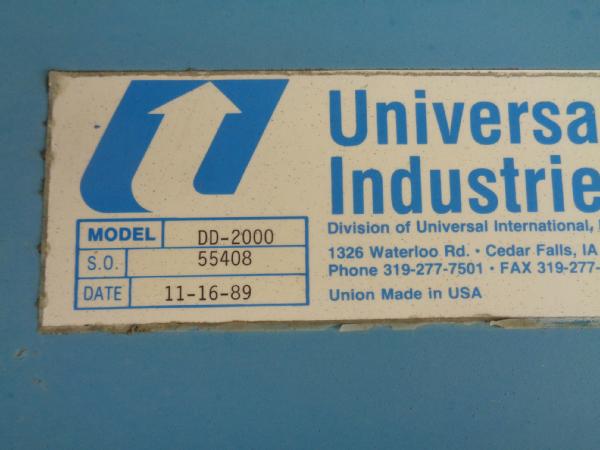 Universa
Industrie
Division of Universal International,
1326 Waterloo Rd. · Cedar Falls, IA
Phone 319-277-7501 · FAX 319-277-
Union Made in USA
MODEL DD-2000
S.O. 55408
DATE 11-16-89